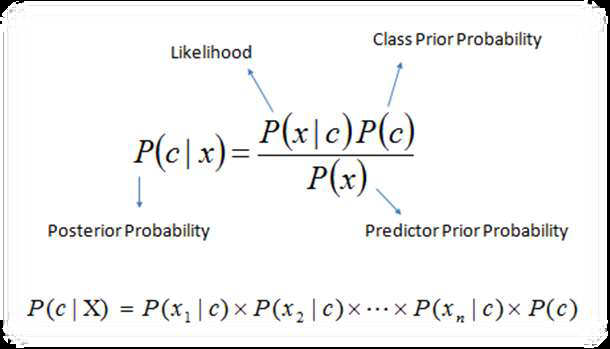 Likelihood
Class Prior Probability
P(c | x) = P(x | c)P(c) / P(x)
Posterior Probability
Predictor Prior Probability
P(c | X) = P(x₁ | c) × P(x₂ | c) × ··· × P(xₙ | c) × P(c)